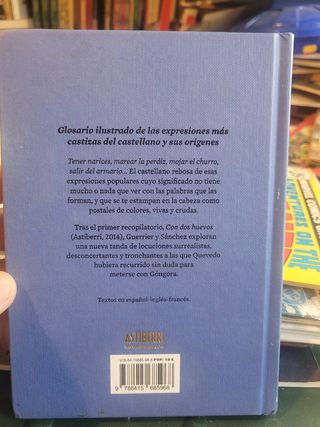 Glosario ilustrado de las expresiones más
castizas del castellano y sus orígenes
Tener narices, marear la perdiz, mojar el churro,
salir del armario... El castellano rebosa de esas
expresiones populares cuyo significado no tiene
mucho o nada que ver con las palabras que las
forman, y que se te estampan en la cabeza como
postales de colores, vivas y crudas.
Tras el primer recopilatorio, Con dos huevos
(Astiberri, 2014), Guerrier y Sánchez exploran
una nueva tanda de locuciones surrealistas,
desconcertantes y tronchantes a las que Quevedo
hubiera recurrido sin duda para
meterse con Góngora.
Textos en español-inglés-francés.
ASTIBERRI
9 788415 685968
ADVENTURES ON THE